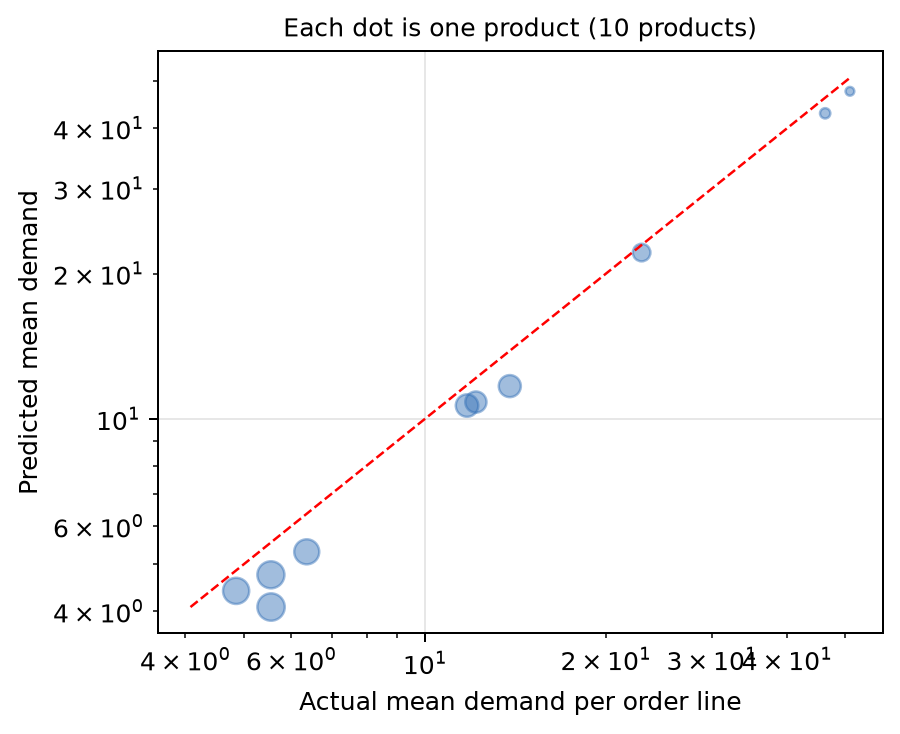 Each dot is one product (10 products)
Predicted mean demand
4 × 10¹
3 × 10¹
2 × 10¹
10¹
6 × 10⁰
4 × 10⁰
4 × 10⁰ 6 × 10⁰ 10¹ 2 × 10¹ 3 × 10¹ 4 × 10¹
Actual mean demand per order line